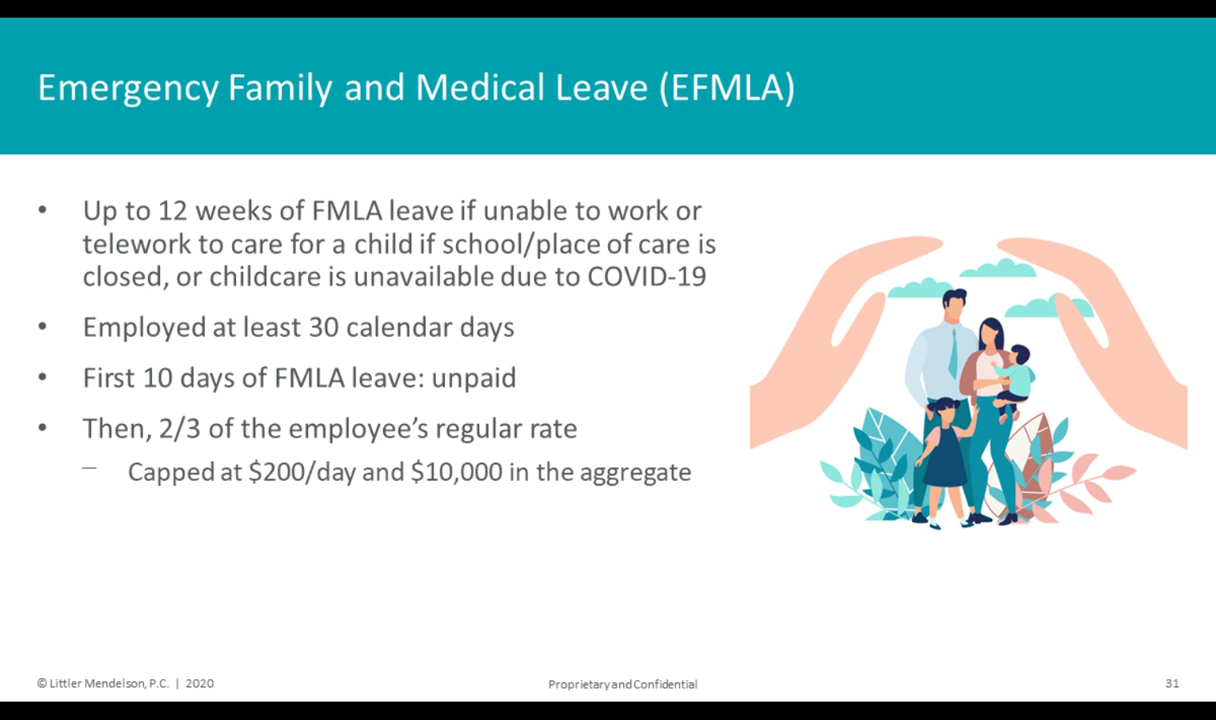 Emergency Family and Medical Leave (EFMLA)
• Up to 12 weeks of FMLA leave if unable to work or
telework to care for a child if school/place of care is
closed, or childcare is unavailable due to COVID-19
• Employed at least 30 calendar days
• First 10 days of FMLA leave: unpaid
• Then, 2/3 of the employee’s regular rate
– Capped at $200/day and $10,000 in the aggregate
© Littler Mendelson, P.C. | 2020
Proprietary and Confidential
31